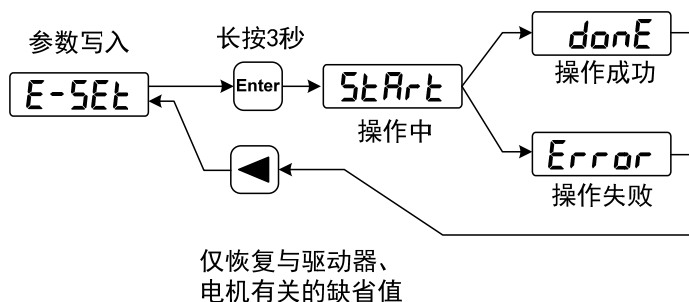 参数写入
E-SEt
长按3秒
Enter
StArt
操作中
donE
操作成功
Error
操作失败
仅恢复与驱动器、
电机有关的缺省值